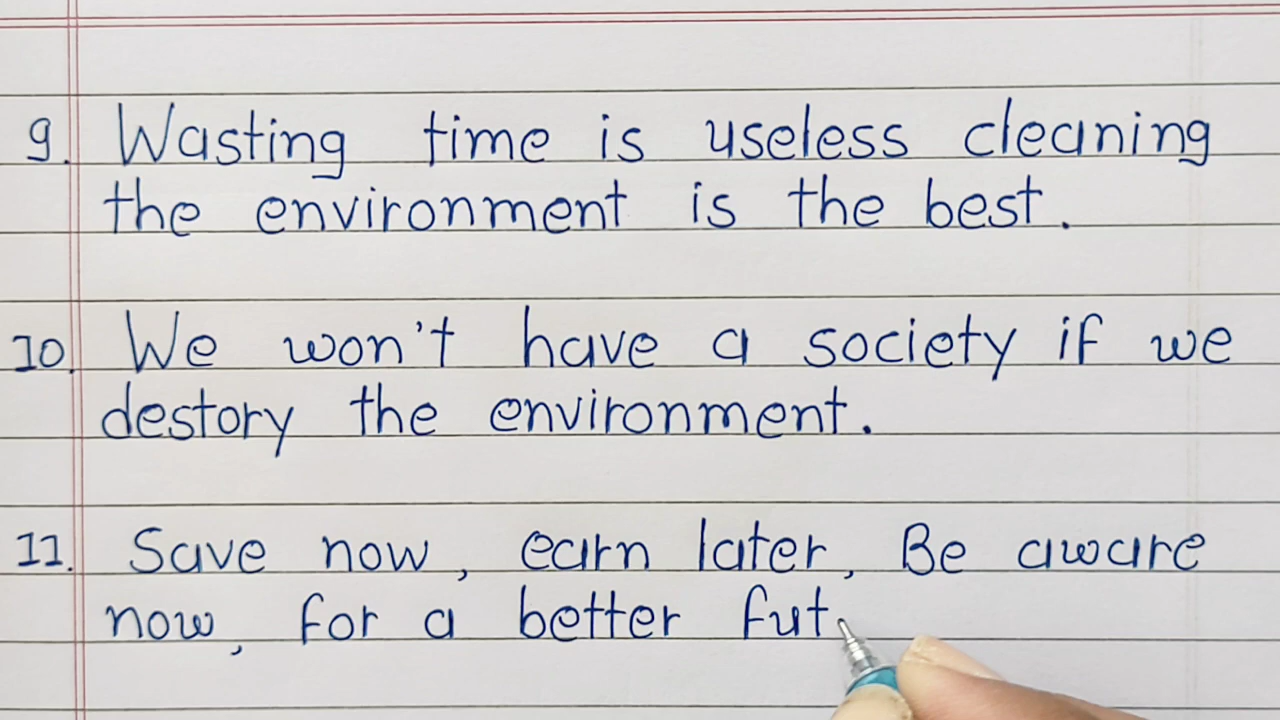 9. Wasting time is useless cleaning
the environment is the best.
10. We won't have a society if we
destory the environment.
11. Save now, earn later, Be aware
now, for a better fut